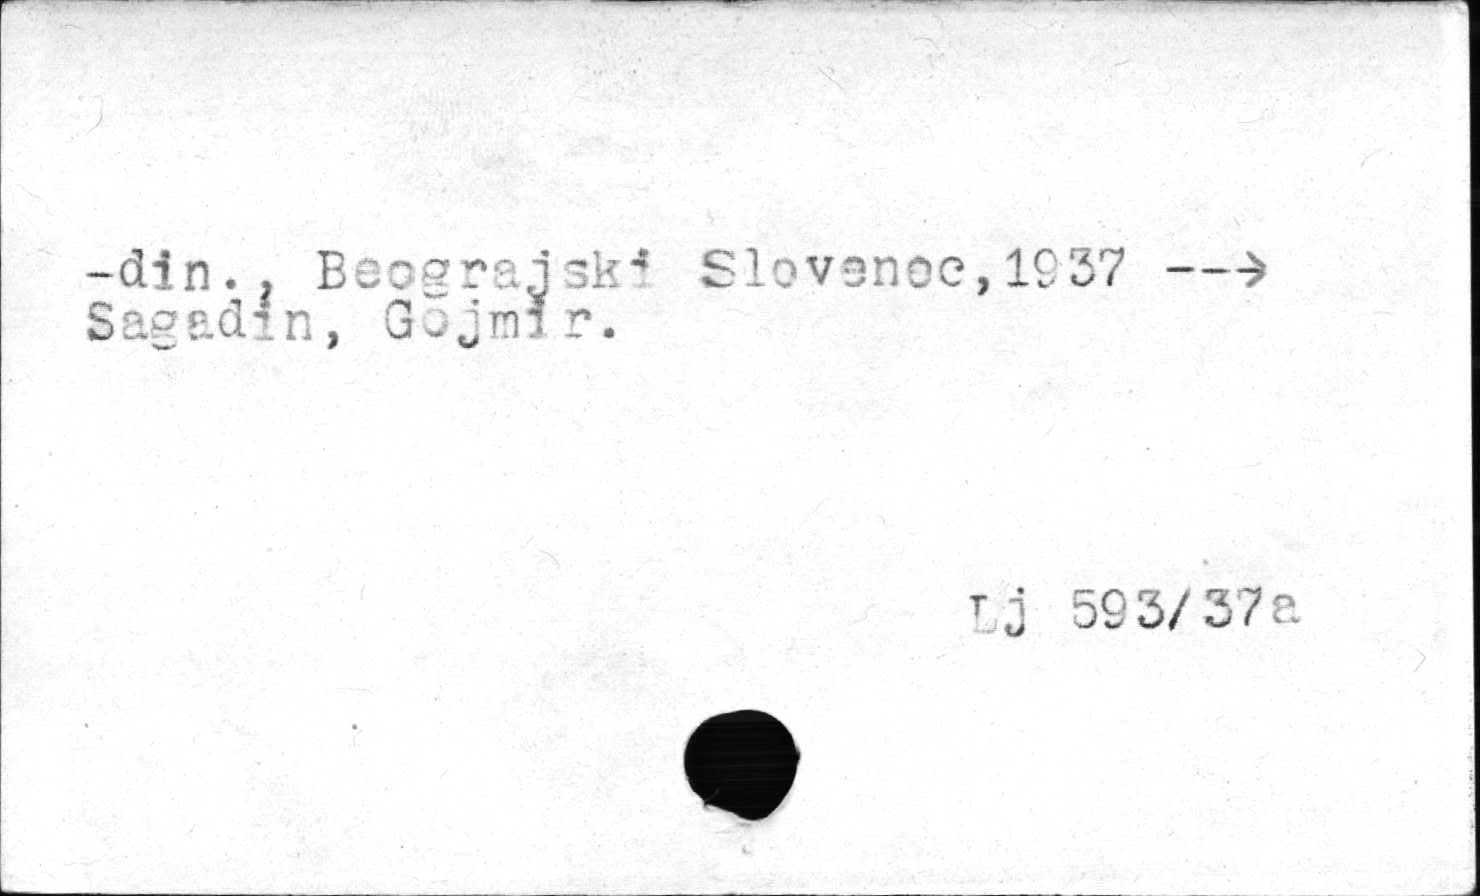 -din., Beograjski Slovenec,1937 -->
Sagadin, Gojmir.
Lj 593/37a